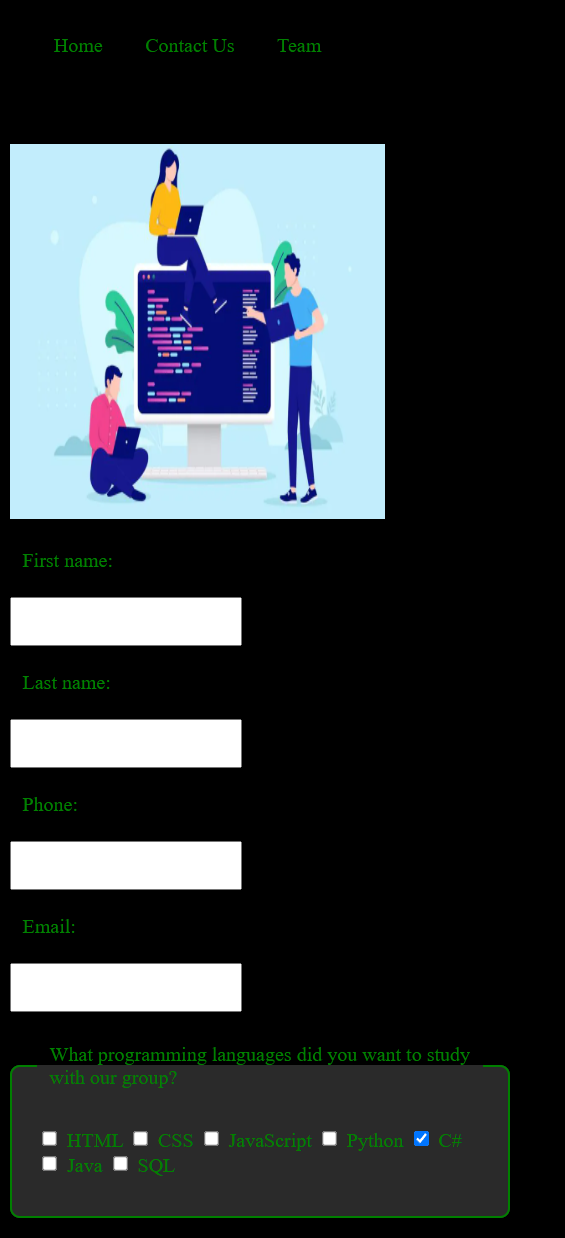 Home Contact Us Team
First name:
Last name:
Phone:
Email:
What programming languages did you want to study
with our group?
HTML CSS JavaScript Python C#
Java SQL